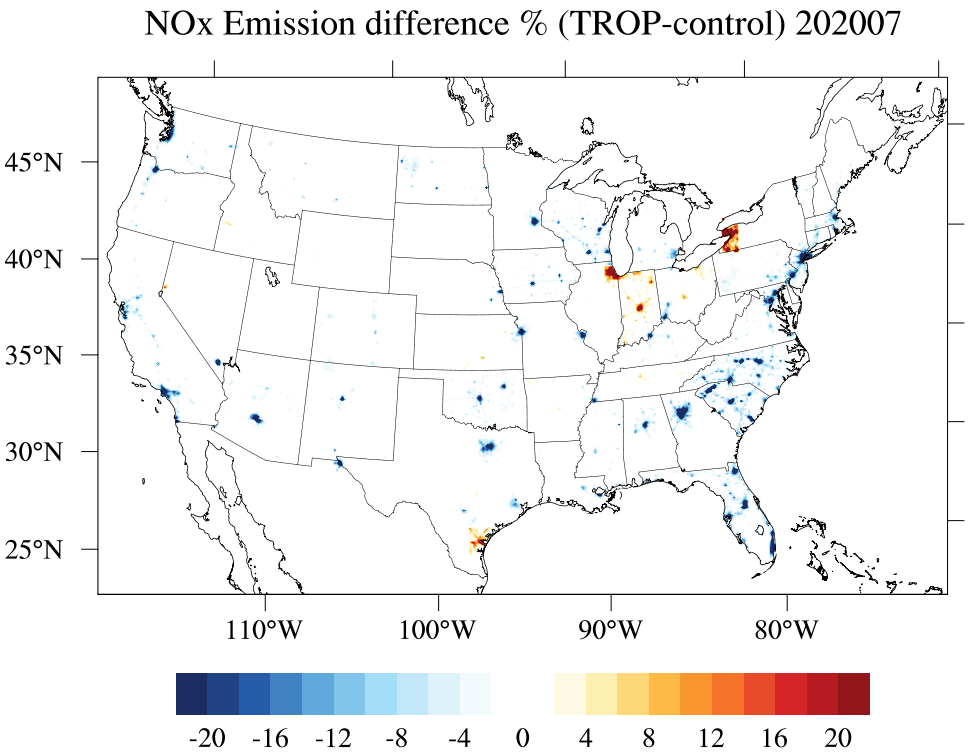 NOx Emission difference % (TROP-control) 202007
45°N
40°N
35°N
30°N
25°N
110°W 100°W 90°W 80°W
-20 -16 -12 -8 -4 0 4 8 12 16 20